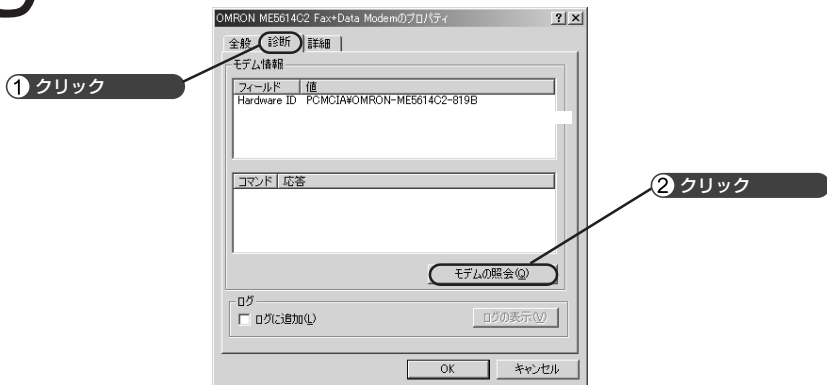 OMRON ME5614C2 Fax+Data Modemのプロパティ
全般 診断 詳細
① クリック
モデム情報
フィールド 値
Hardware ID PCMCIA¥OMRON-ME5614C2-819B
コマンド 応答
② クリック
モデムの照会(Q)
ログ
ログに追加(L) ログの表示(V)
OK キャンセル